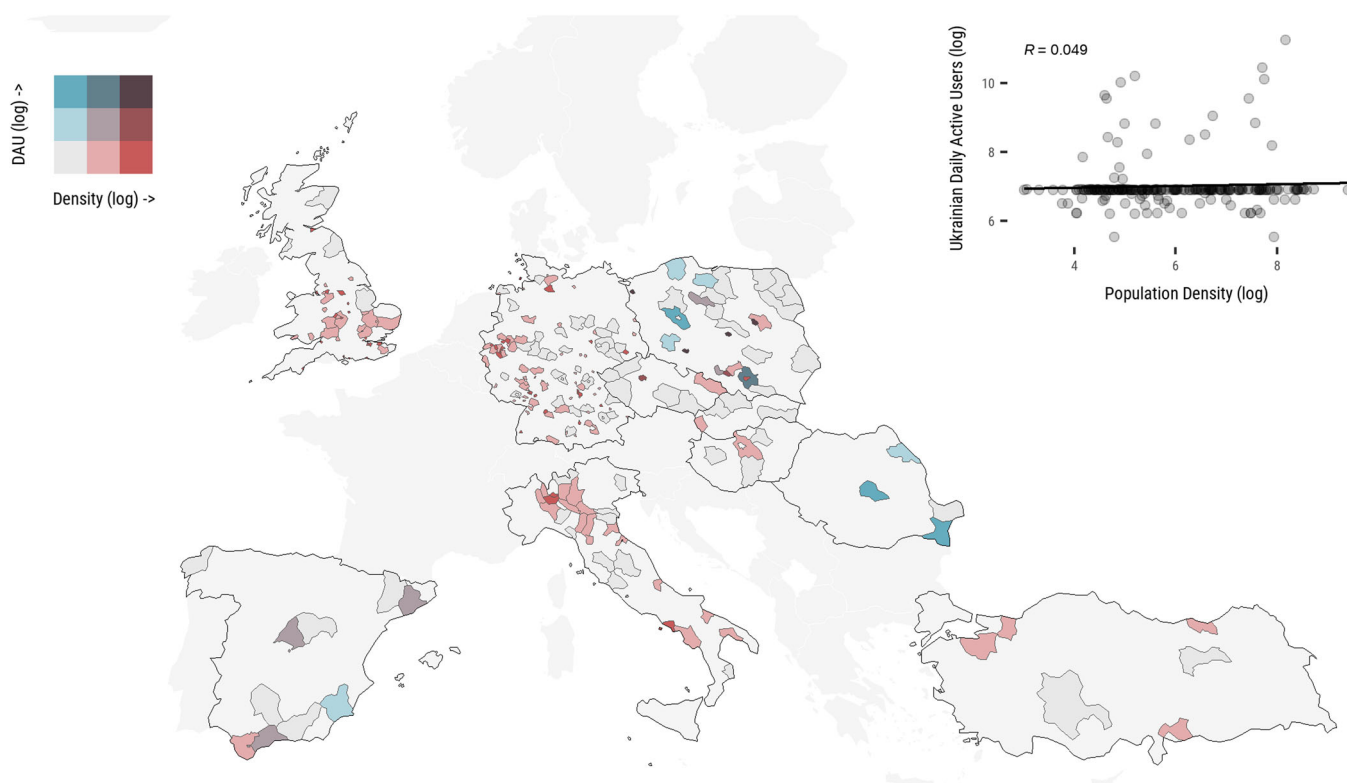 DAU (log) ->
Density (log) ->
Ukrainian Daily Active Users (log)
R = 0.049
10
8
6
4 6 8
Population Density (log)